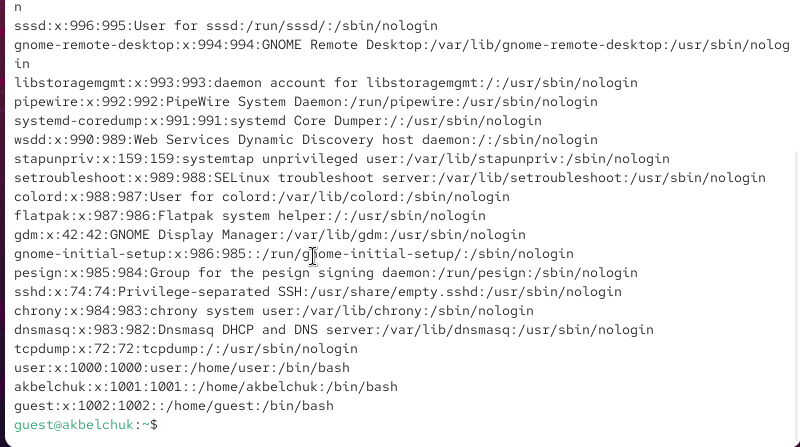 n
sssd:x:996:995:User for sssd:/run/sssd/:/sbin/nologin
gnome-remote-desktop:x:994:994:GNOME Remote Desktop:/var/lib/gnome-remote-desktop:/usr/sbin/nolog
in
libstoragemgmt:x:993:993:daemon account for libstoragemgmt:/:/usr/sbin/nologin
pipewire:x:992:992:PipeWire System Daemon:/run/pipewire:/usr/sbin/nologin
systemd-coredump:x:991:991:systemd Core Dumper:/:/usr/sbin/nologin
wsdd:x:990:989:Web Services Dynamic Discovery host daemon:/:/sbin/nologin
stapunpriv:x:159:159:systemtap unprivileged user:/var/lib/stapunpriv:/sbin/nologin
setroubleshoot:x:989:988:SELinux troubleshoot server:/var/lib/setroubleshoot:/usr/sbin/nologin
colord:x:988:987:User for colord:/var/lib/colord:/sbin/nologin
flatpak:x:987:986:Flatpak system helper:/:/usr/sbin/nologin
gdm:x:42:42:GNOME Display Manager:/var/lib/gdm:/usr/sbin/nologin
gnome-initial-setup:x:986:985::/run/gnome-initial-setup/:/sbin/nologin
pesign:x:985:984:Group for the pesign signing daemon:/run/pesign:/sbin/nologin
sshd:x:74:74:Privilege-separated SSH:/usr/share/empty.sshd:/usr/sbin/nologin
chrony:x:984:983:chrony system user:/var/lib/chrony:/sbin/nologin
dnsmasq:x:983:982:Dnsmasq DHCP and DNS server:/var/lib/dnsmasq:/usr/sbin/nologin
tcpdump:x:72:72:tcpdump:/:/usr/sbin/nologin
user:x:1000:1000:user:/home/user:/bin/bash
akbelchuk:x:1001:1001::/home/akbelchuk:/bin/bash
guest:x:1002:1002::/home/guest:/bin/bash
guest@akbelchuk:~$